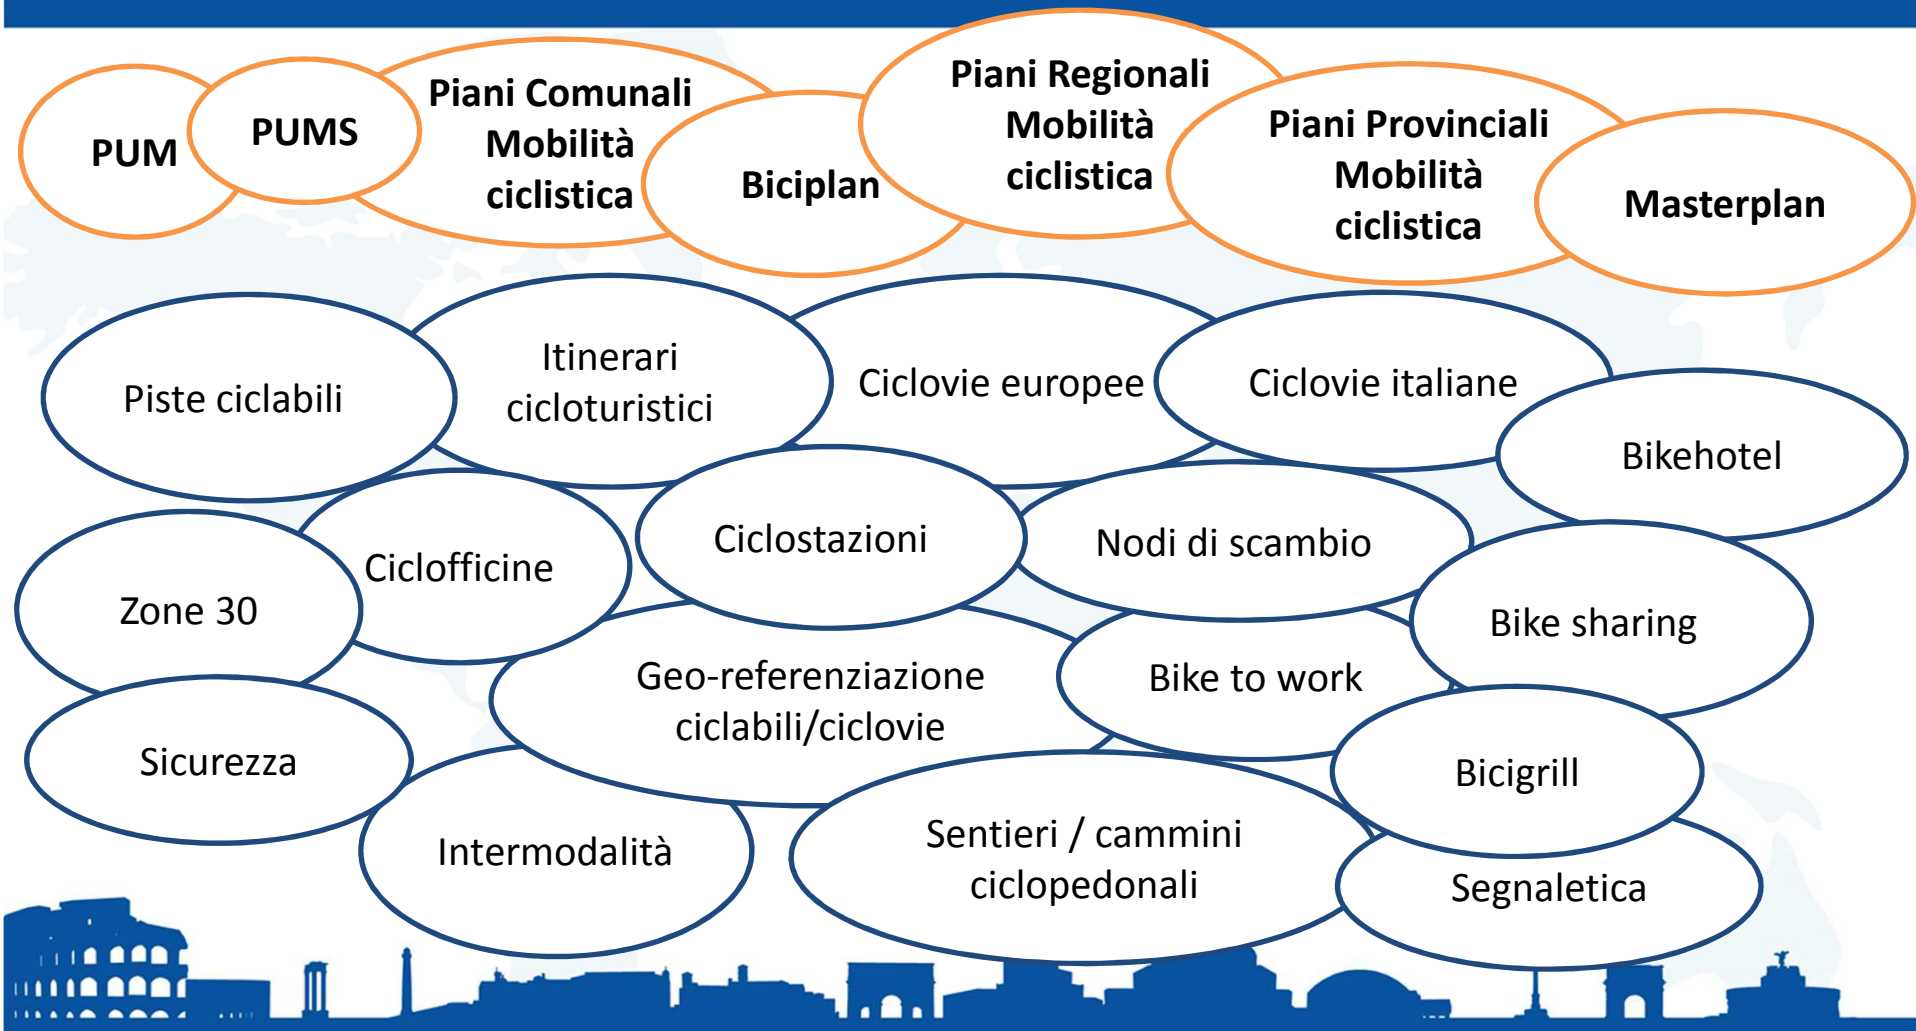 PUM
PUMS
Piani Comunali
Mobilità
ciclistica
Biciplan
Piani Regionali
Mobilità
ciclistica
Piani Provinciali
Mobilità
ciclistica
Masterplan
Piste ciclabili
Itinerari
cicloturistici
Ciclovie europee
Ciclovie italiane
Bikehotel
Zone 30
Ciclofficine
Ciclostazioni
Nodi di scambio
Bike sharing
Geo-referenziazione
ciclabili/ciclovie
Bike to work
Sicurezza
Intermodalità
Sentieri / cammini
ciclopedonali
Bicigrill
Segnaletica